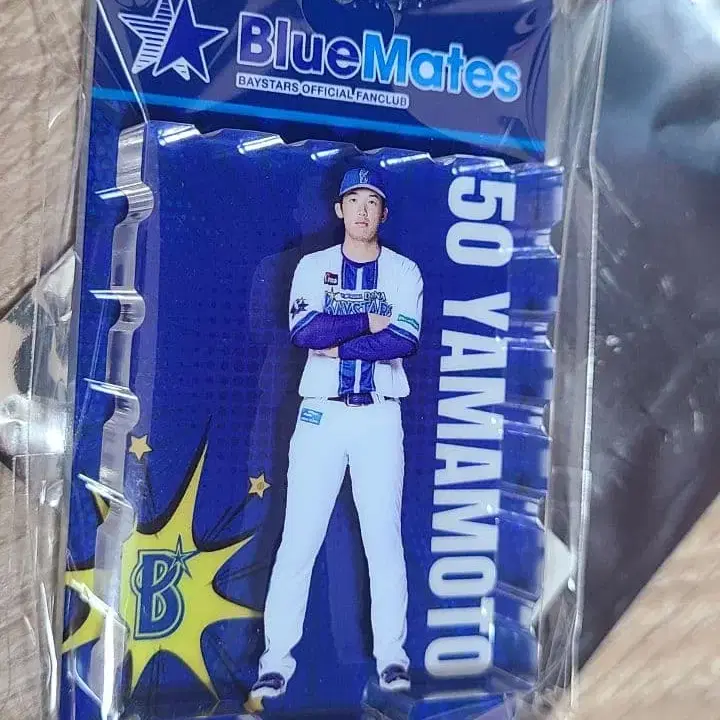 BlueMates
BAYSTARS OFFICIAL FANCLUB
50 YAMAMOTO
BAYSTARS
B